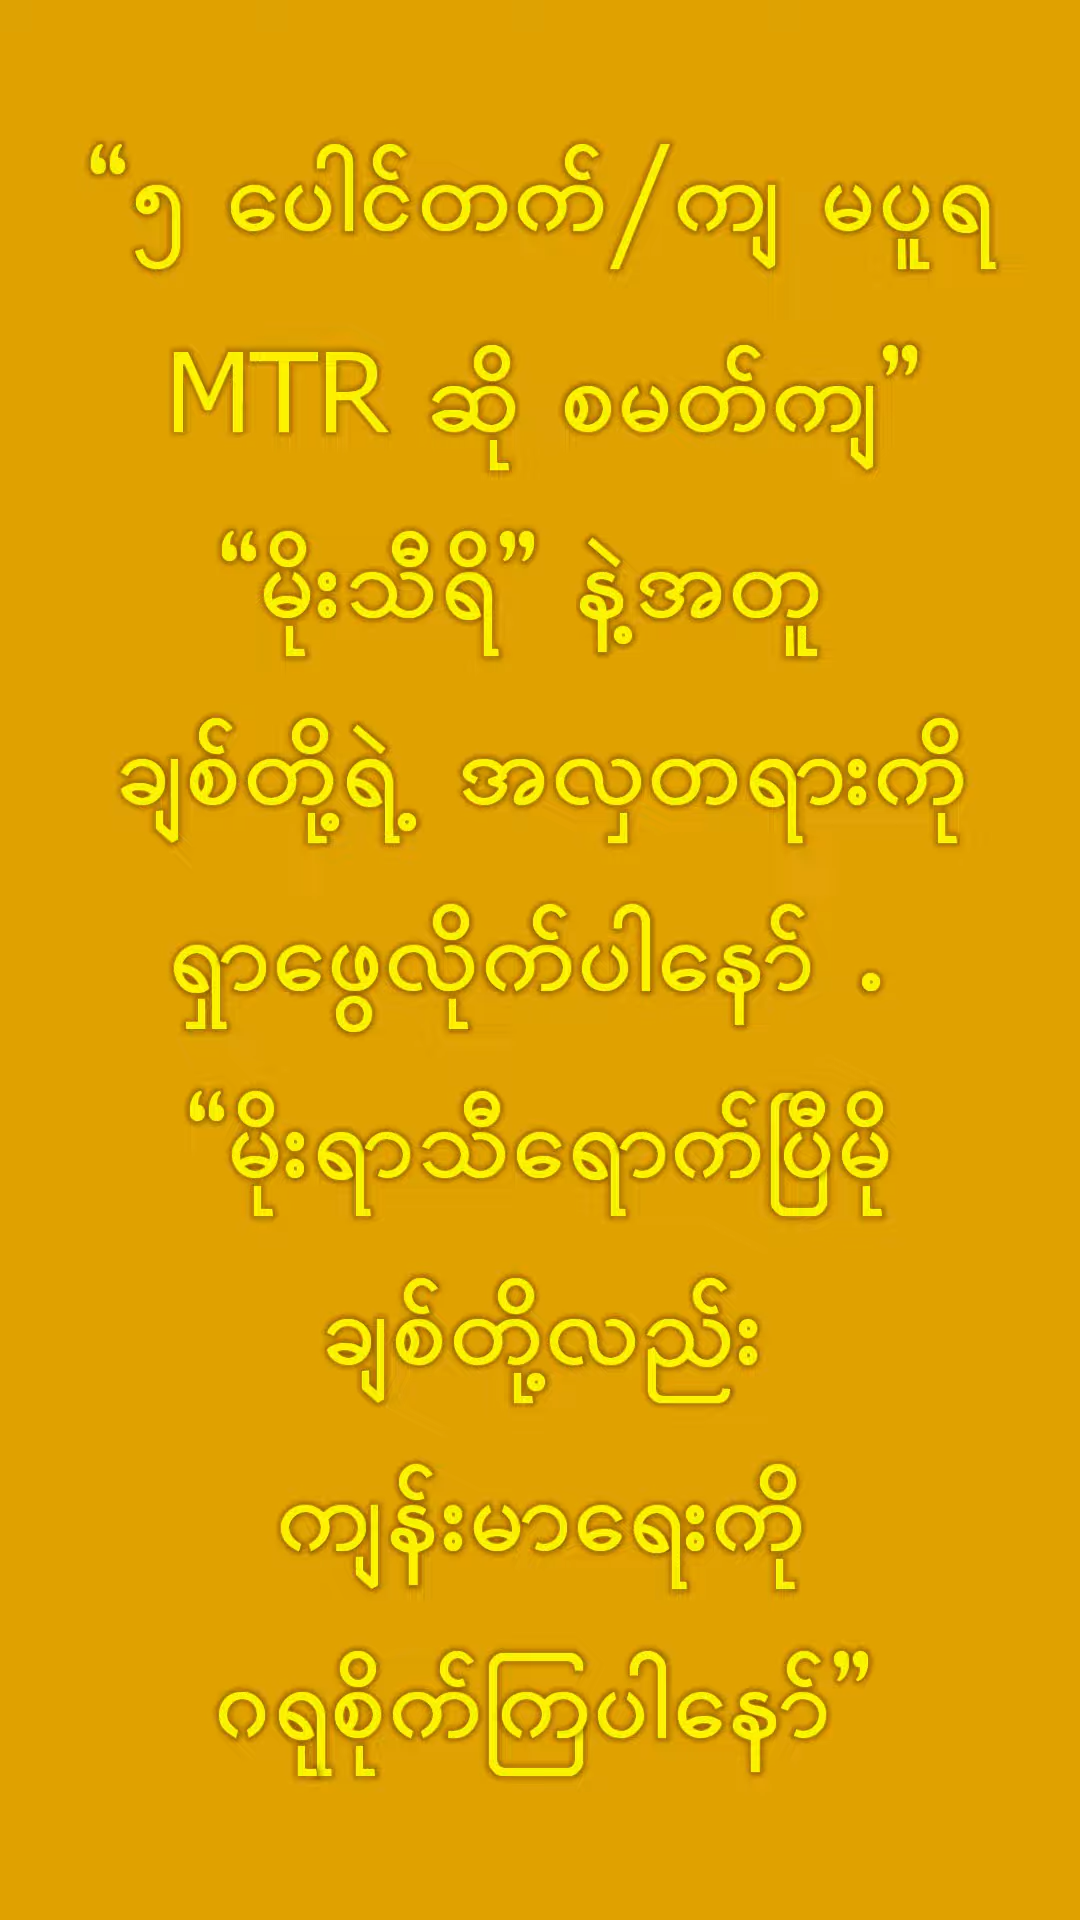 “၅ ပေါင်တက်/ကျ မပူရ
MTR ဆို စမတ်ကျ”
“မိုးသီရိ” နဲ့အတူ
ချစ်တို့ရဲ့ အလှတရားကို
ရှာဖွေလိုက်ပါနော် .
“မိုးရာသီရောက်ပြီမို
ချစ်တို့လည်း
ကျန်းမာရေးကို
ဂရုစိုက်ကြပါနော်”